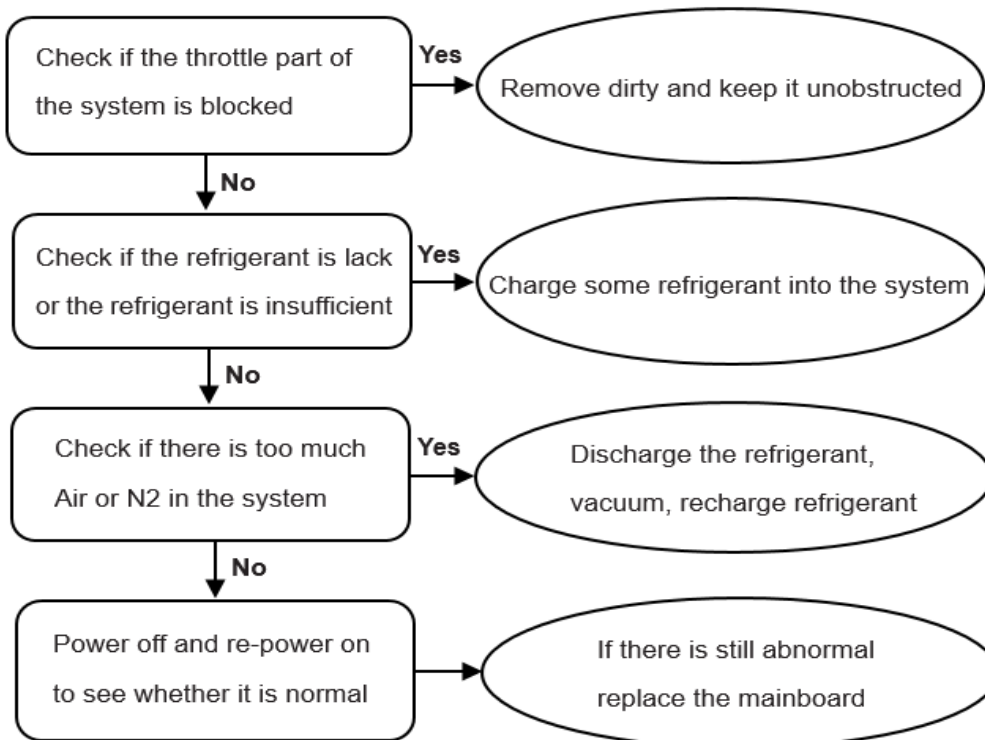 Check if the throttle part of
the system is blocked
Yes
Remove dirty and keep it unobstructed
No
Check if the refrigerant is lack
or the refrigerant is insufficient
Yes
Charge some refrigerant into the system
No
Check if there is too much
Air or N2 in the system
Yes
Discharge the refrigerant,
vacuum, recharge refrigerant
No
Power off and re-power on
to see whether it is normal
If there is still abnormal
replace the mainboard